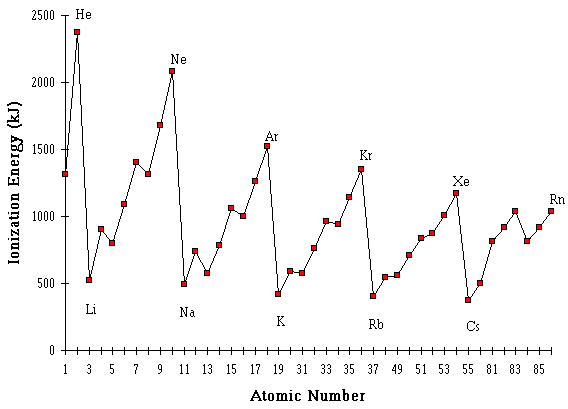 He
2500
Ne
2000
Ar
1500
Kr
Xe
Rn
1000
500
Li
Na
K
Rb
Cs
0
1 3 5 7 9 11 13 15 17 19 31 33 35 37 49 51 53 55 81 83 85
Atomic Number
Ionization Energy (kJ)